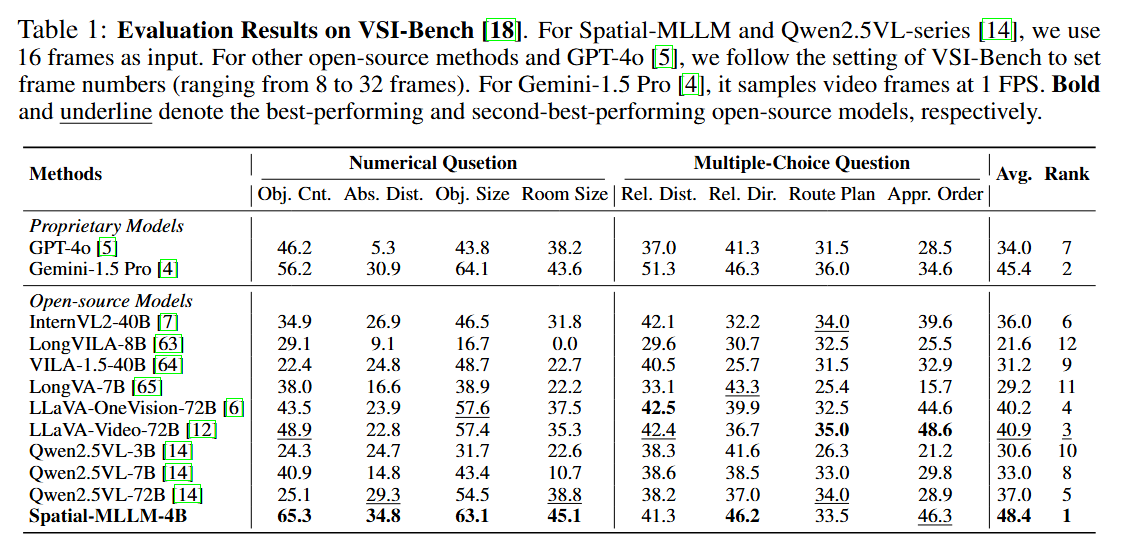 Table 1: Evaluation Results on VSI-Bench [18]. For Spatial-MLLM and Qwen2.5VL-series [14], we use
16 frames as input. For other open-source methods and GPT-4o [5], we follow the setting of VSI-Bench to set
frame numbers (ranging from 8 to 32 frames). For Gemini-1.5 Pro [4], it samples video frames at 1 FPS. Bold
and underline denote the best-performing and second-best-performing open-source models, respectively.
Methods Numerical Qusetion Multiple-Choice Question Avg. Rank
Obj. Cnt. Abs. Dist. Obj. Size Room Size Rel. Dist. Rel. Dir. Route Plan Appr. Order
Proprietary Models
GPT-4o [5] 46.2 5.3 43.8 38.2 37.0 41.3 31.5 28.5 34.0 7
Gemini-1.5 Pro [4] 56.2 30.9 64.1 43.6 51.3 46.3 36.0 34.6 45.4 2
Open-source Models
InternVL2-40B [7] 34.9 26.9 46.5 31.8 42.1 32.2 34.0 39.6 36.0 6
LongVILA-8B [63] 29.1 9.1 16.7 0.0 29.6 30.7 32.5 25.5 21.6 12
VILA-1.5-40B [64] 22.4 24.8 48.7 22.7 40.5 25.7 31.5 32.9 31.2 9
LongVA-7B [65] 38.0 16.6 38.9 22.2 33.1 43.3 25.4 15.7 29.2 11
LLaVA-OneVision-72B [6] 43.5 23.9 57.6 37.5 42.5 39.9 32.5 44.6 40.2 4
LLaVA-Video-72B [12] 48.9 22.8 57.4 35.3 42.4 36.7 35.0 48.6 40.9 3
Qwen2.5VL-3B [14] 24.3 24.7 31.7 22.6 38.3 41.6 26.3 21.2 30.6 10
Qwen2.5VL-7B [14] 40.9 14.8 43.4 10.7 38.6 38.5 33.0 29.8 33.0 8
Qwen2.5VL-72B [14] 25.1 29.3 54.5 38.8 38.2 37.0 34.0 28.9 37.0 5
Spatial-MLLM-4B 65.3 34.8 63.1 45.1 41.3 46.2 33.5 46.3 48.4 1